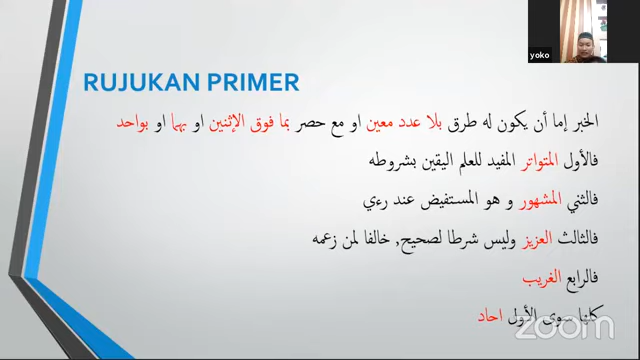 yoko
RUJUKAN PRIMER
الخبر إما أن يكون له طرق بلا عدد معين او مع حصر بما فوق الإثنين او بهما او بواحد
فالأول المتواتر المفيد للعلم اليقين بشروطه
فالثني المشهور و هو المستفيض عند رءي
فالثالث العزيز وليس شرطا لصحيح, خالفا لمن زعمه
فالرابع الغريب
كلها سوى الأول احاد
zoom